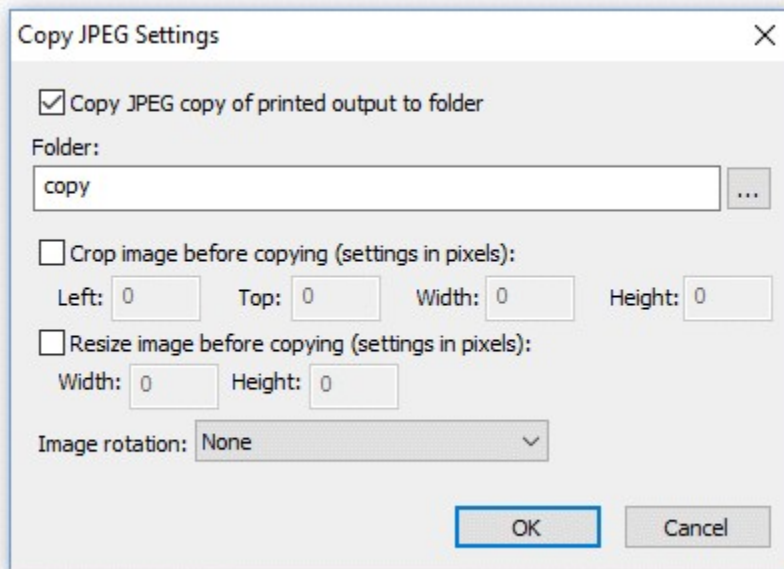 Copy JPEG Settings
Copy JPEG copy of printed output to folder
Folder:
copy
...
Crop image before copying (settings in pixels):
Left: 0 Top: 0 Width: 0 Height: 0
Resize image before copying (settings in pixels):
Width: 0 Height: 0
Image rotation: None
OK Cancel